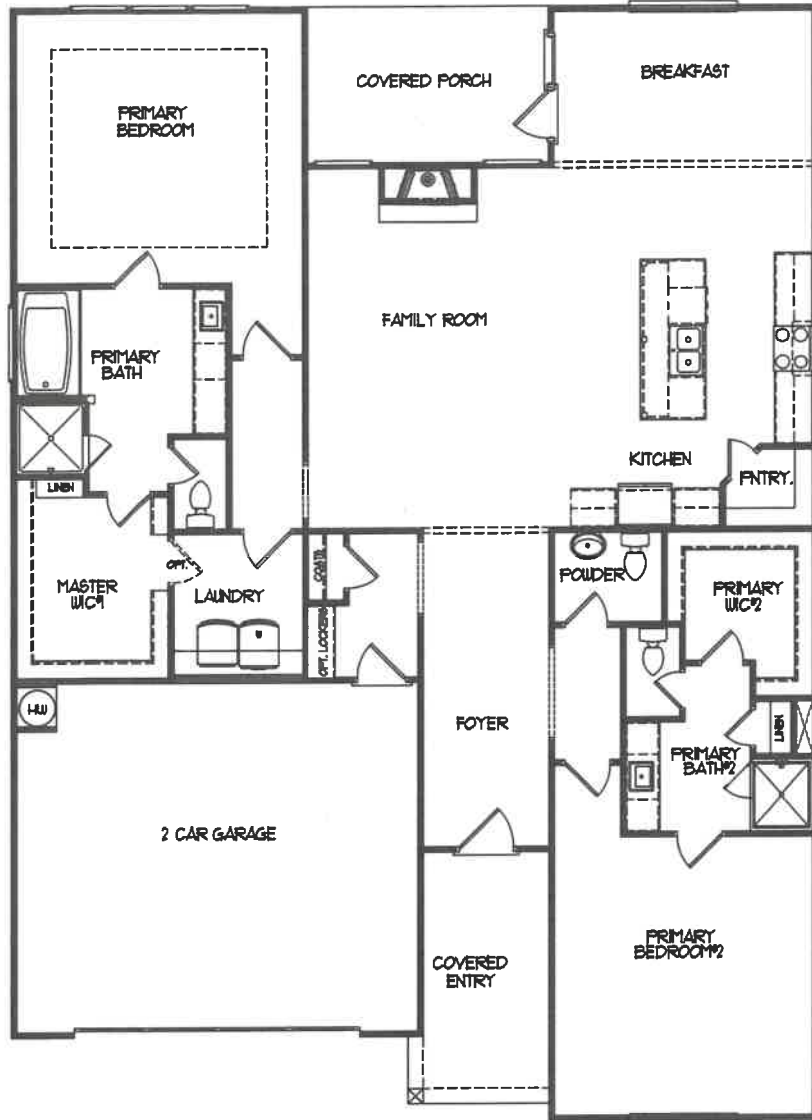 COVERED PORCH
BREAKFAST
PRIMARY
BEDROOM
FAMILY ROOM
PRIMARY
BATH
KITCHEN
PNTRY.
LINEN
OPT.
MASTER
WIC#1
LAUNDRY
COATS
OPT. LOCKERS
POWDER
PRIMARY
WIC#2
HW
FOYER
LINEN
PRIMARY
BATH#2
2 CAR GARAGE
COVERED
ENTRY
PRIMARY
BEDROOM#2